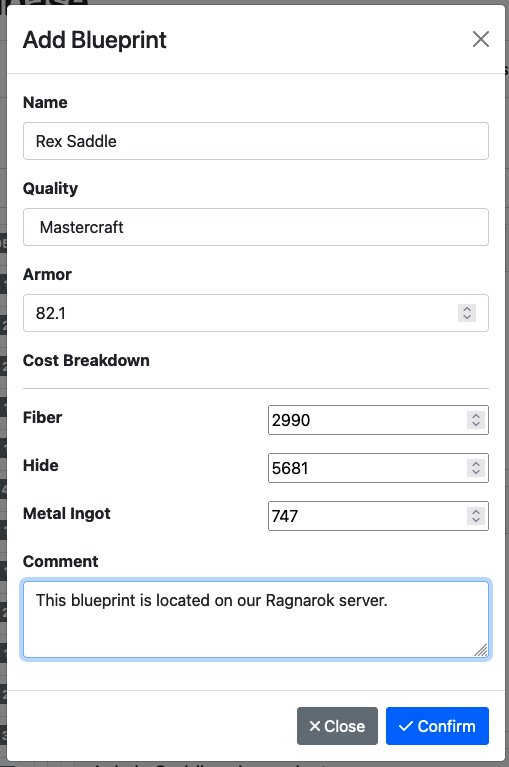 Add Blueprint
Name
Rex Saddle
Quality
Mastercraft
Armor
82.1
Cost Breakdown
Fiber 2990
Hide 5681
Metal Ingot 747
Comment
This blueprint is located on our Ragnarok server.
Close Confirm